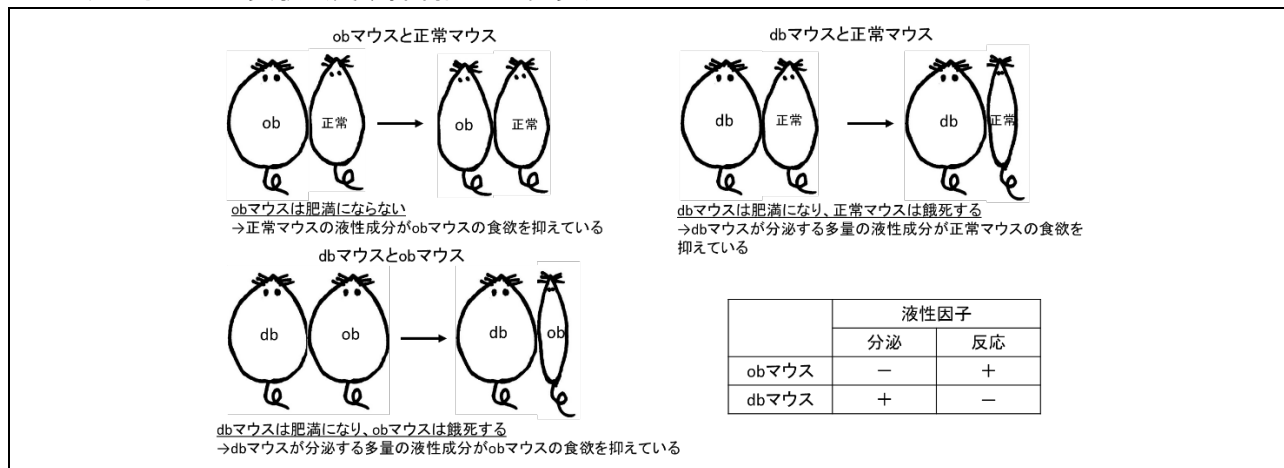 obマウスと正常マウス
ob
正常
ob
正常
obマウスは肥満にならない
→正常マウスの液性成分がobマウスの食欲を抑えている
dbマウスと正常マウス
db
正常
db
正常
dbマウスは肥満になり、正常マウスは餓死する
→dbマウスが分泌する多量の液性成分が正常マウスの食欲を
抑えている
dbマウスとobマウス
db
ob
db
ob
dbマウスは肥満になり、obマウスは餓死する
→dbマウスが分泌する多量の液性成分がobマウスの食欲を抑えている
液性因子
分泌 反応
obマウス － ＋
dbマウス ＋ －